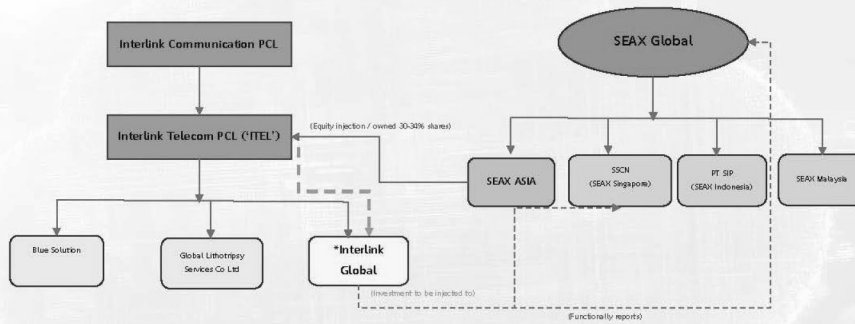 Interlink Communication PCL
SEAX Global
Interlink Telecom PCL ('ITEL')
(Equity injection / owned 30-34% shares)
SEAX ASIA
SSCN
(SEAX Singapore)
PT SIP
(SEAX Indonesia)
SEAX Malaysia
Blue Solution
Global Lithotripsy
Services Co Ltd
*Interlink
Global
(Investment to be injected to)
(Functionally reports)